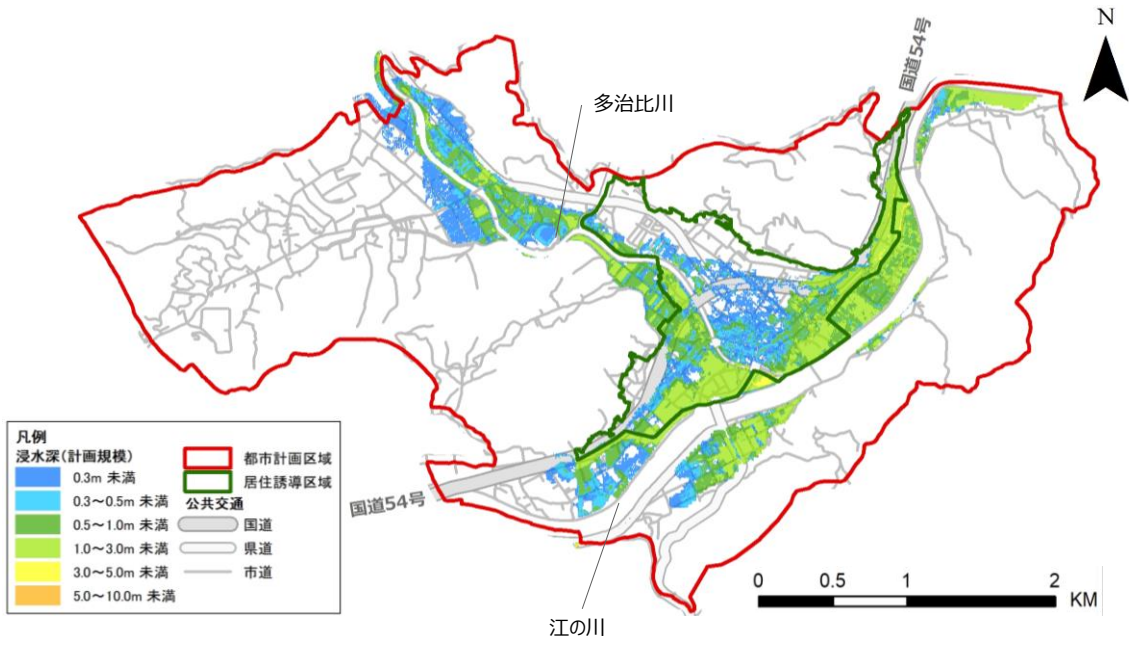 N
国道54号
多治比川
凡例
浸水深(計画規模)
0.3m 未満
0.3～0.5m 未満
0.5～1.0m 未満
1.0～3.0m 未満
3.0～5.0m 未満
5.0～10.0m 未満
都市計画区域
居住誘導区域
公共交通
国道
県道
市道
国道54号
江の川
0 0.5 1 2
KM